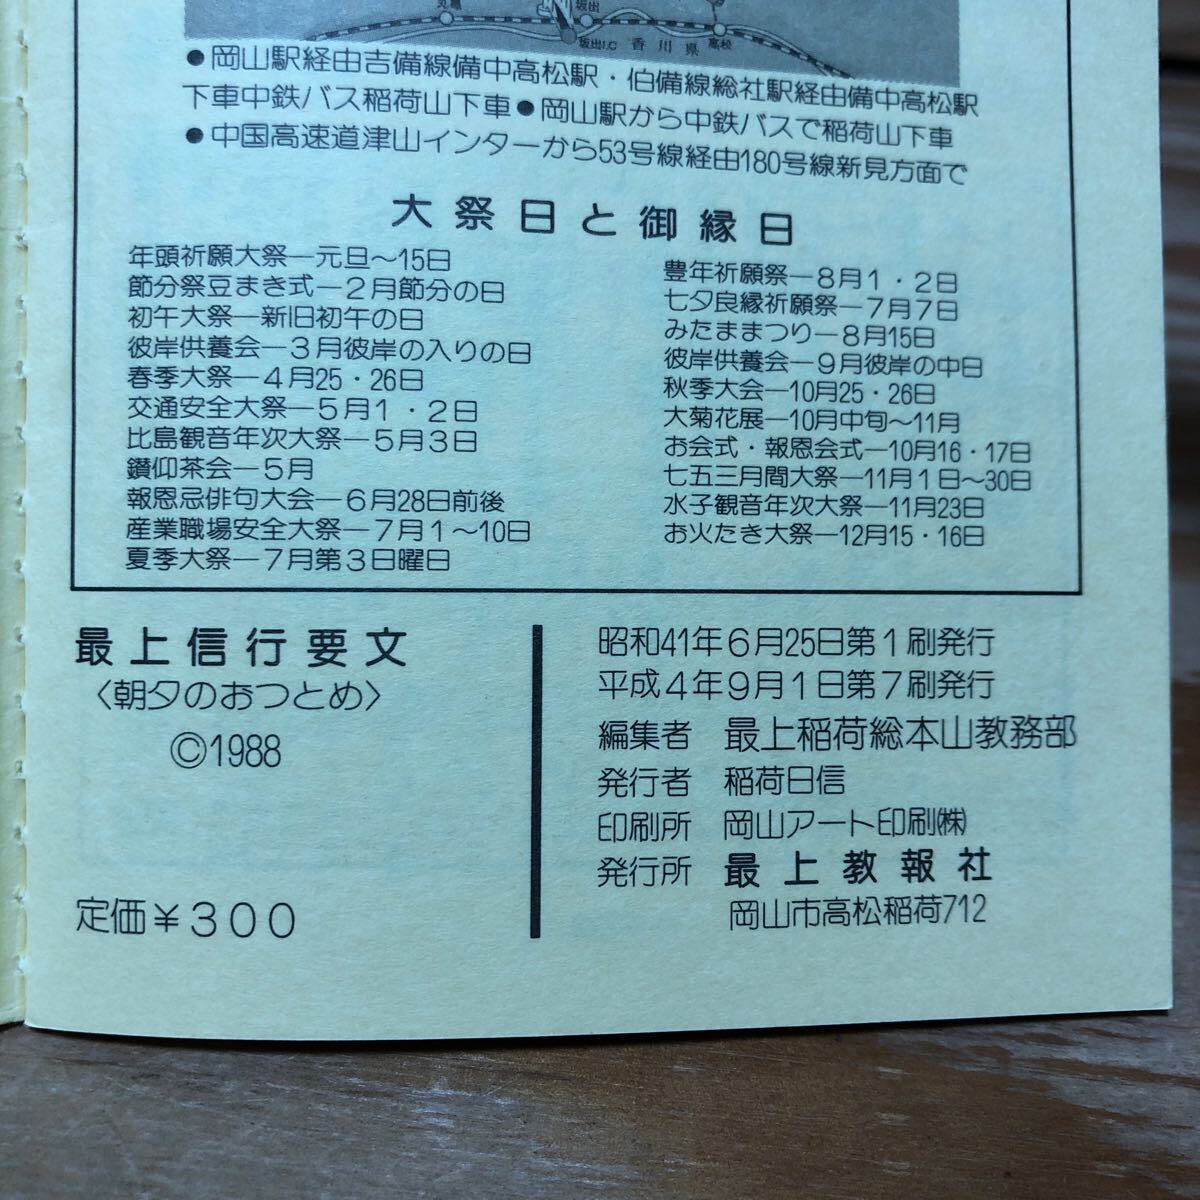 丸亀
坂出
坂出I.C 香川県 高松
●岡山駅経由吉備線備中高松駅・伯備線総社駅経由備中高松駅
下車中鉄バス稲荷山下車●岡山駅から中鉄バスで稲荷山下車
●中国高速道津山インターから53号線経由180号線新見方面で
大祭日と御縁日
年頭祈願大祭―元旦〜15日
節分祭豆まき式―2月節分の日
初午大祭―新旧初午の日
彼岸供養会―3月彼岸の入りの日
春季大祭―4月25・26日
交通安全大祭―5月1・2日
比島観音年次大祭―5月3日
鑚仰茶会―5月
報恩忌俳句大会―6月28日前後
産業職場安全大祭―7月1〜10日
夏季大祭―7月第3日曜日
豊年祈願祭―8月1・2日
七夕良縁祈願祭―7月7日
みたままつり―8月15日
彼岸供養会―9月彼岸の中日
秋季大会―10月25・26日
大菊花展―10月中旬〜11月
お会式・報恩会式―10月16・17日
七五三月間大祭―11月1日〜30日
水子観音年次大祭―11月23日
お火たき大祭―12月15・16日
最上信行要文
〈朝夕のおつとめ〉
©1988
定価¥300
昭和41年6月25日第1刷発行
平成4年9月1日第7刷発行
編集者 最上稲荷総本山教務部
発行者 稲荷日信
印刷所 岡山アート印刷㈱
発行所 最上教報社
岡山市高松稲荷712